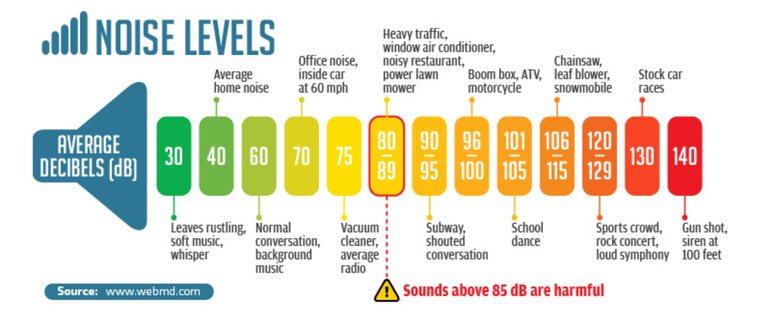 NOISE LEVELS
AVERAGE
DECIBELS (dB)
Average
home noise
Office noise,
inside car
at 60 mph
Heavy traffic,
window air conditioner,
noisy restaurant,
power lawn
mower
Boom box, ATV,
motorcycle
Chainsaw,
leaf blower,
snowmobile
Stock car
races
30
40
60
70
75
80
–
89
90
–
95
96
–
100
101
–
105
106
–
115
120
–
129
130
140
Leaves rustling,
soft music,
whisper
Normal
conversation,
background
music
Vacuum
cleaner,
average
radio
Subway,
shouted
conversation
School
dance
Sports crowd,
rock concert,
loud symphony
Gun shot,
siren at
100 feet
! Sounds above 85 dB are harmful
Source: www.webmd.com